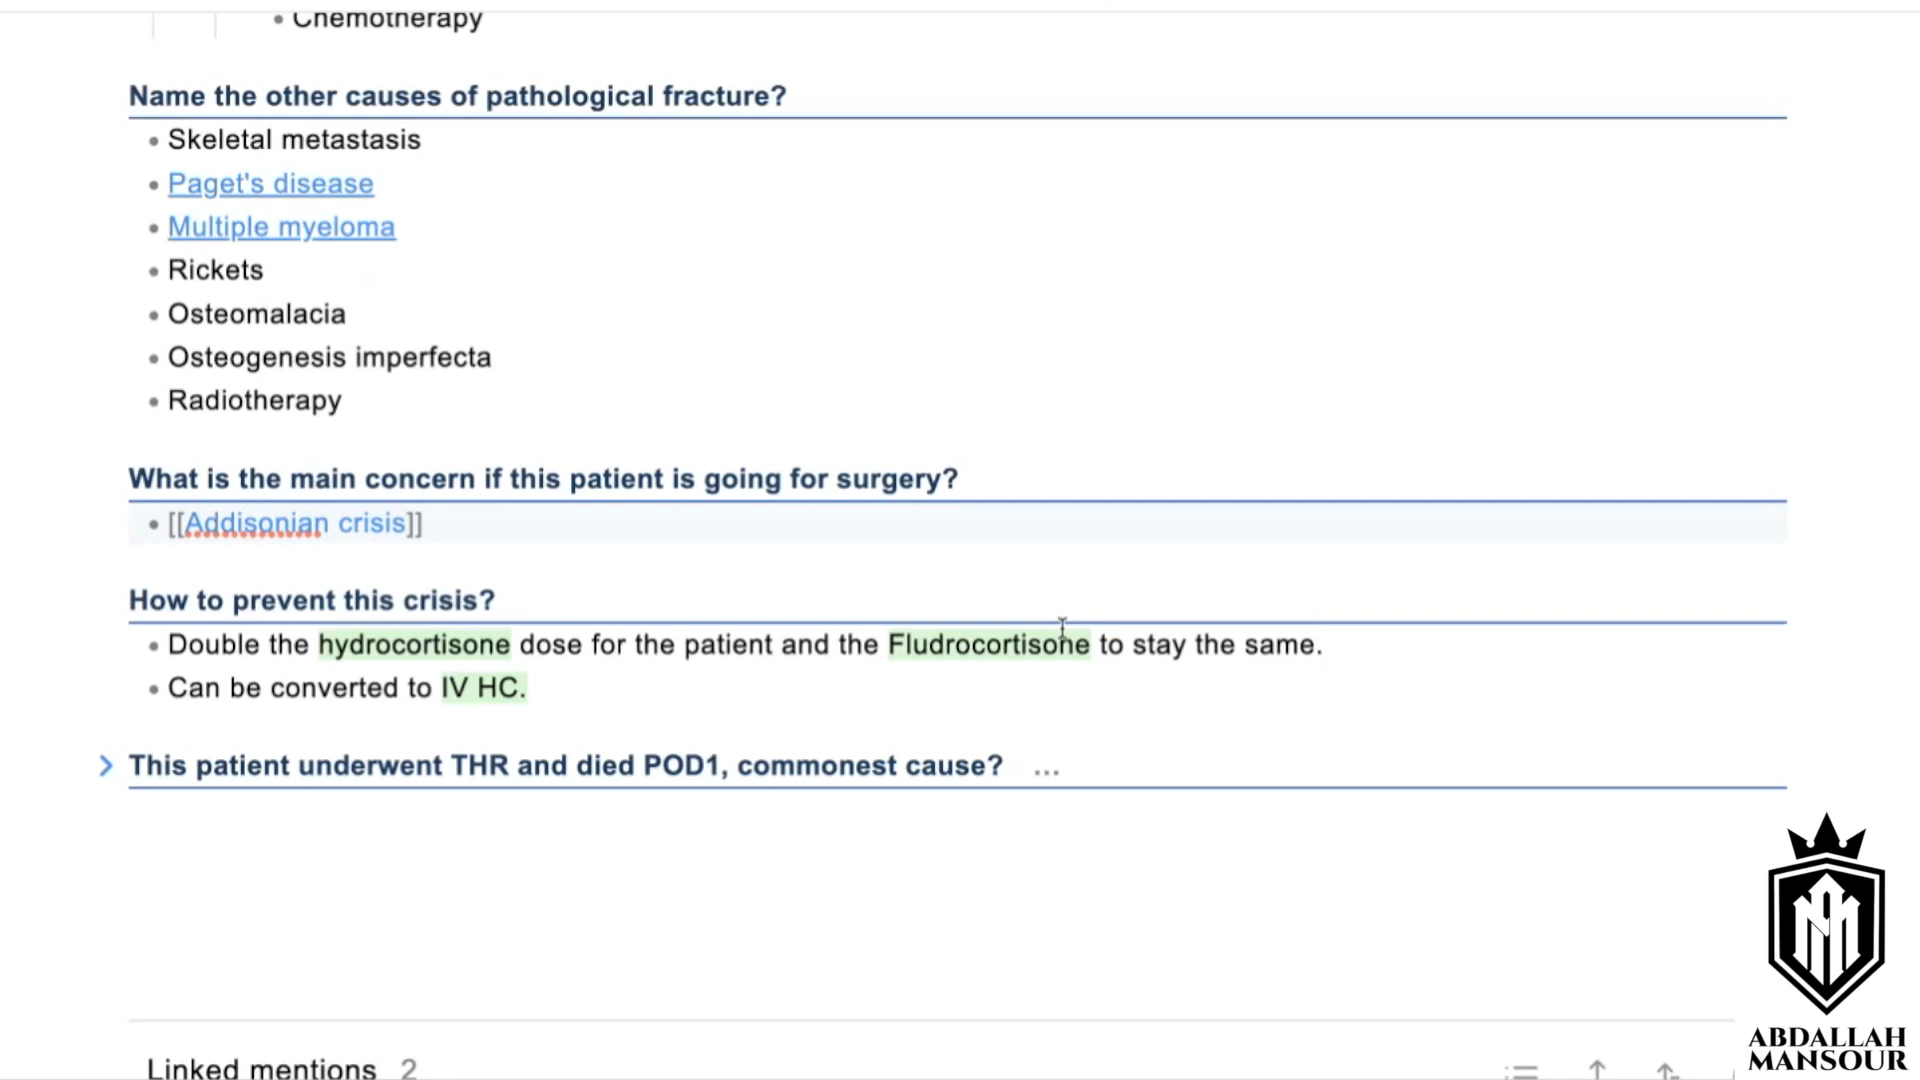 Chemotherapy
Name the other causes of pathological fracture?
Skeletal metastasis
Paget's disease
Multiple myeloma
Rickets
Osteomalacia
Osteogenesis imperfecta
Radiotherapy
What is the main concern if this patient is going for surgery?
[[Addisonian crisis]]
How to prevent this crisis?
Double the hydrocortisone dose for the patient and the Fludrocortisone to stay the same.
Can be converted to IV HC.
This patient underwent THR and died POD1, commonest cause? ...
Linked mentions 2
ABDALLAH
MANSOUR